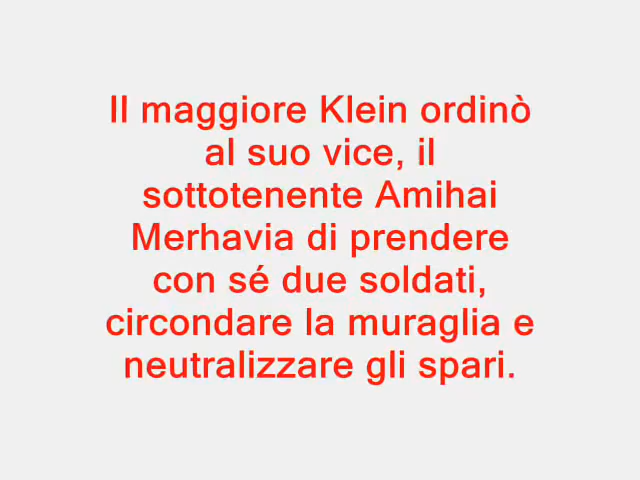 Il maggiore Klein ordinò
al suo vice, il
sottotenente Amihai
Merhavia di prendere
con sé due soldati,
circondare la muraglia e
neutralizzare gli spari.